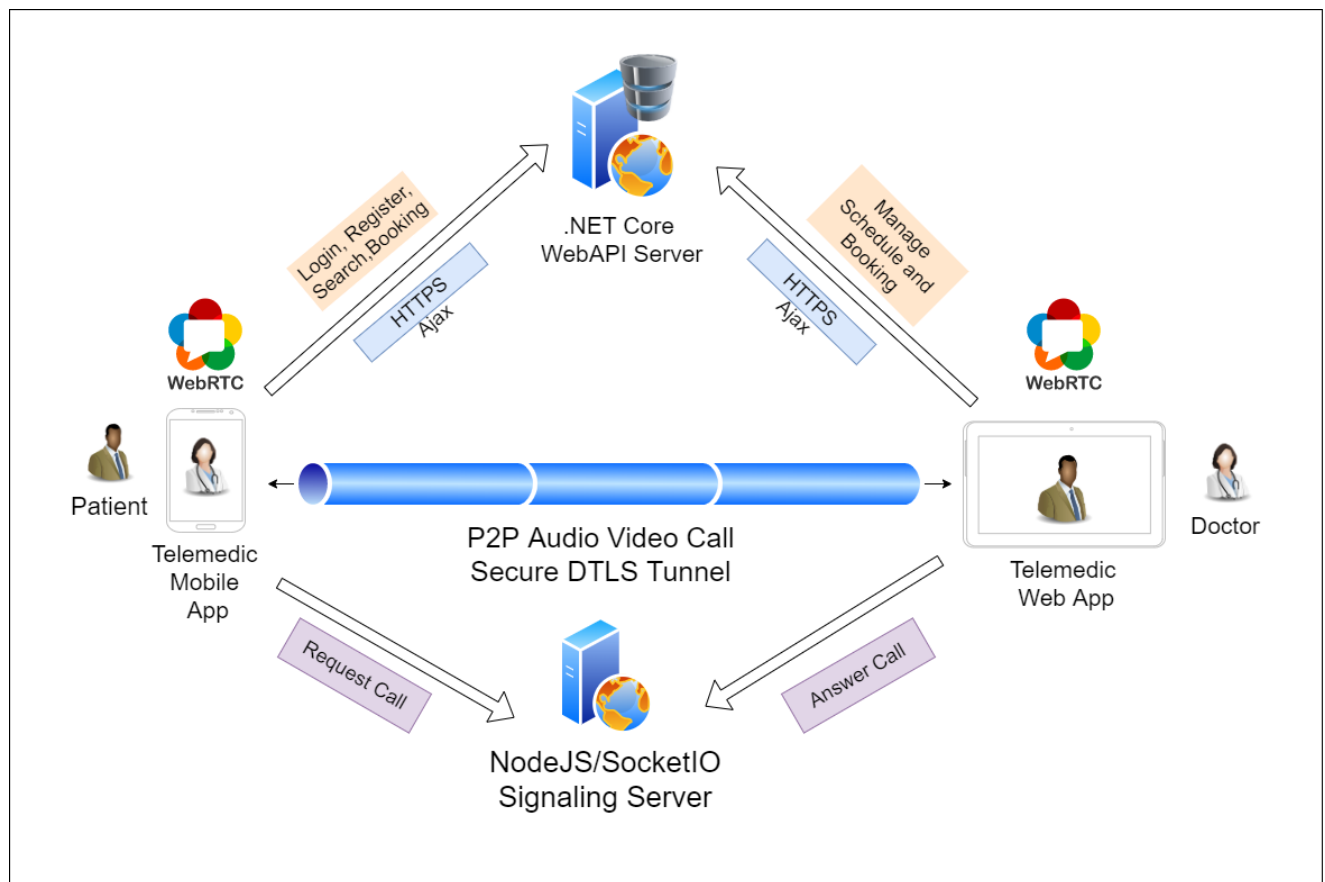 .NET Core
WebAPI Server
Login, Register,
Search,Booking
HTTPS
Ajax
Manage
Schedule and
Booking
HTTPS
Ajax
WebRTC
WebRTC
Patient
Doctor
Telemedic
Mobile
App
P2P Audio Video Call
Secure DTLS Tunnel
Telemedic
Web App
Request Call
Answer Call
NodeJS/SocketIO
Signaling Server